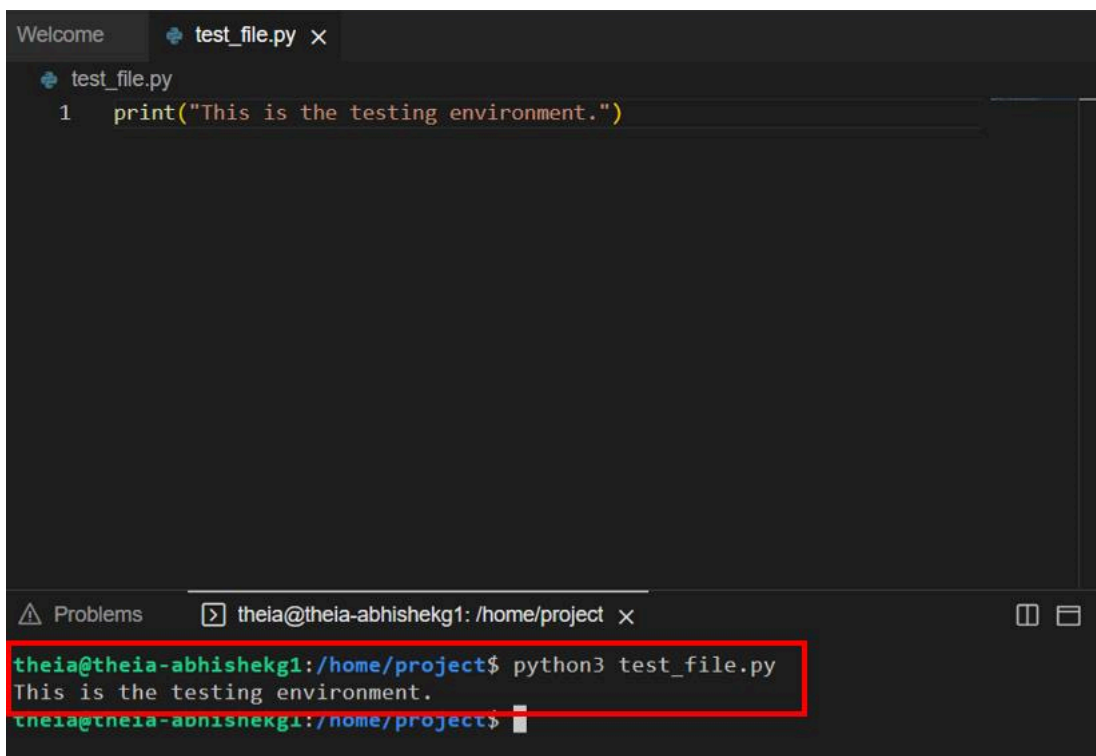 Welcome test_file.py
test_file.py
1 print("This is the testing environment.")
Problems theia@theia-abhishekg1: /home/project
theia@theia-abhishekg1:/home/project$ python3 test_file.py
This is the testing environment.
theia@theia-abhishekg1:/home/project$